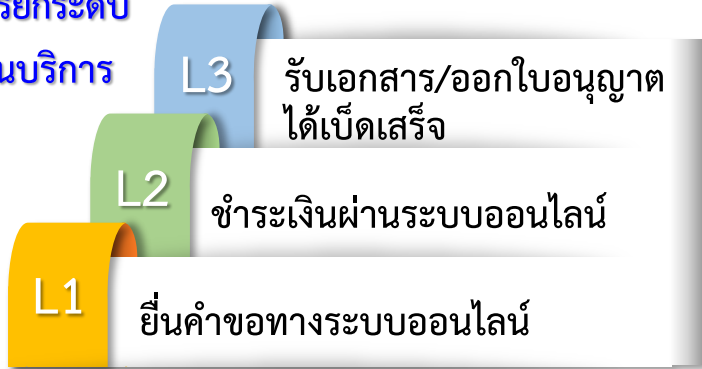 รยกระดับ
นบริการ
L3
รับเอกสาร/ออกใบอนุญาต
ได้เบ็ดเสร็จ
L2
ชำระเงินผ่านระบบออนไลน์
L1
ยื่นคำขอทางระบบออนไลน์